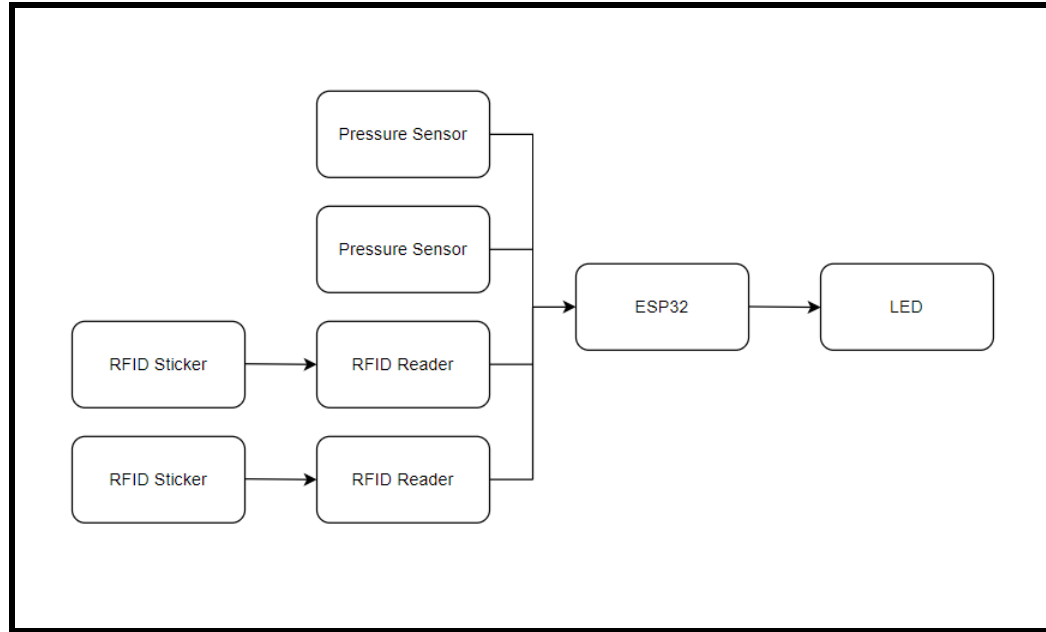 Pressure Sensor
Pressure Sensor
ESP32
LED
RFID Sticker
RFID Reader
RFID Sticker
RFID Reader